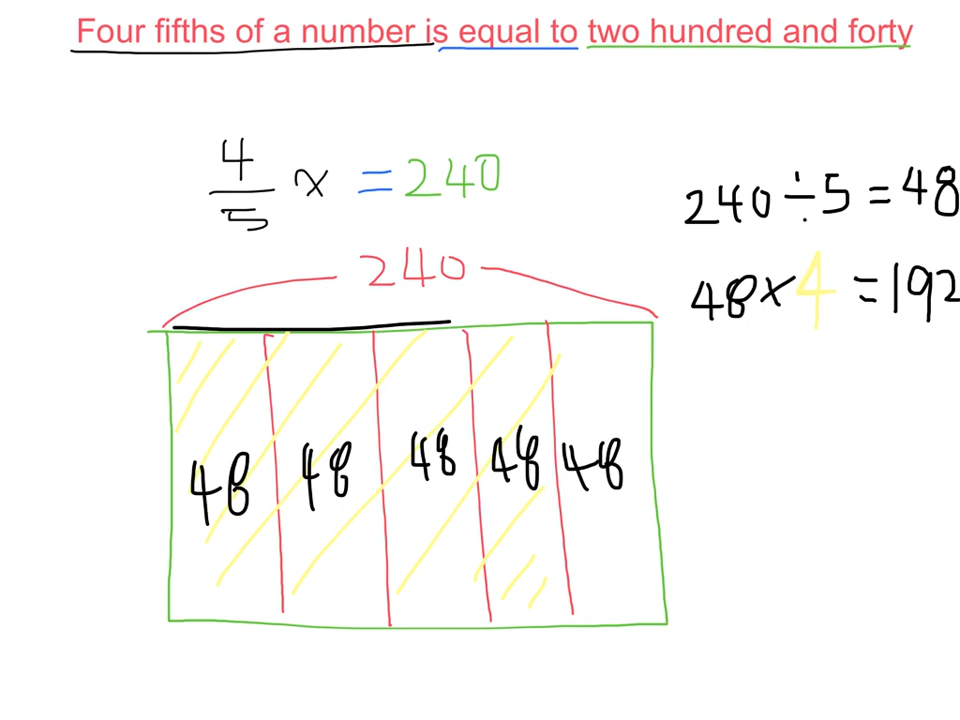 Four fifths of a number is equal to two hundred and forty
4/5 x = 240
240 ÷ 5 = 48
240
48 × 4 = 192
48 48 48 48 48